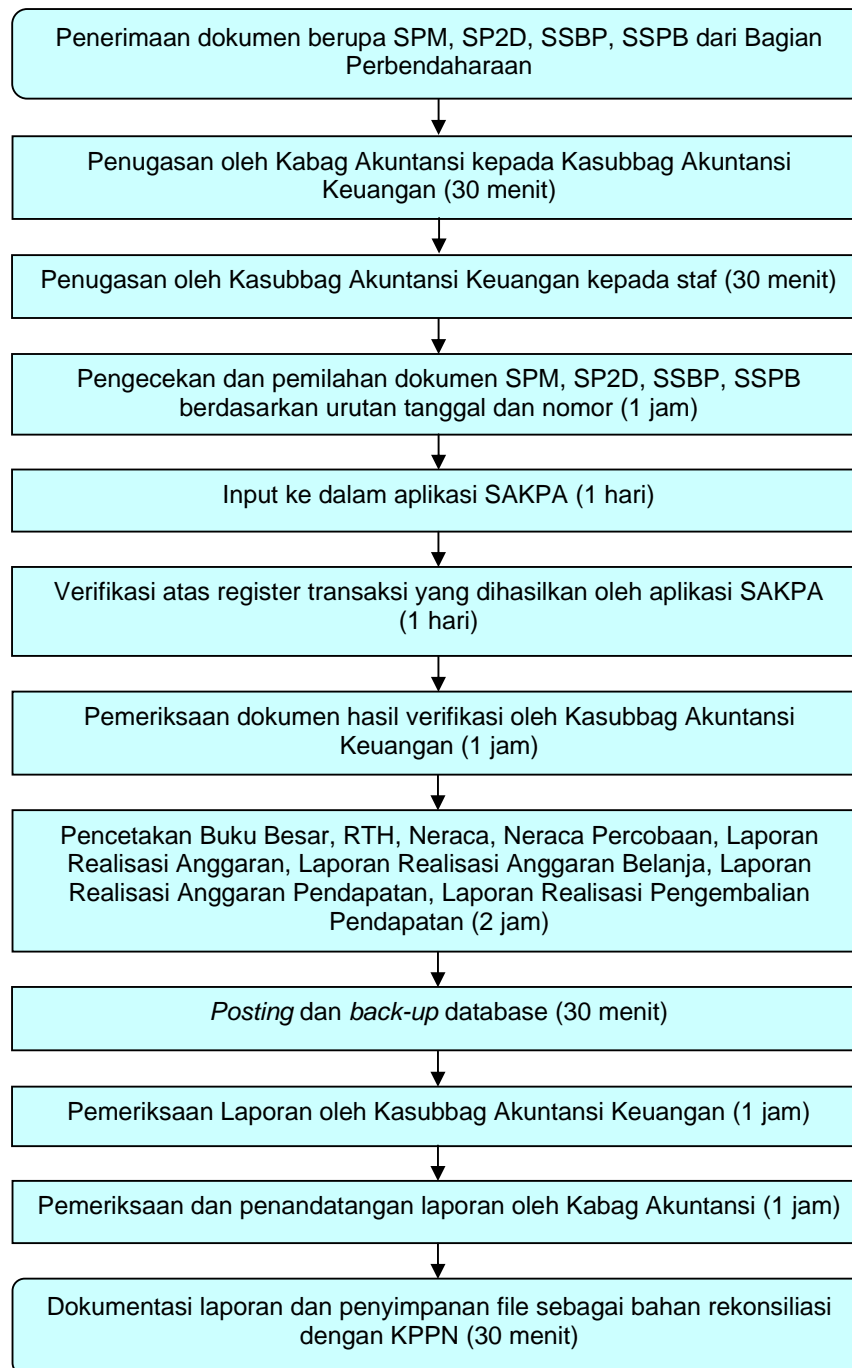 Penerimaan dokumen berupa SPM, SP2D, SSBP, SSPB dari Bagian
Perbendaharaan
Penugasan oleh Kabag Akuntansi kepada Kasubbag Akuntansi
Keuangan (30 menit)
Penugasan oleh Kasubbag Akuntansi Keuangan kepada staf (30 menit)
Pengecekan dan pemilahan dokumen SPM, SP2D, SSBP, SSPB
berdasarkan urutan tanggal dan nomor (1 jam)
Input ke dalam aplikasi SAKPA (1 hari)
Verifikasi atas register transaksi yang dihasilkan oleh aplikasi SAKPA
(1 hari)
Pemeriksaan dokumen hasil verifikasi oleh Kasubbag Akuntansi
Keuangan (1 jam)
Pencetakan Buku Besar, RTH, Neraca, Neraca Percobaan, Laporan
Realisasi Anggaran, Laporan Realisasi Anggaran Belanja, Laporan
Realisasi Anggaran Pendapatan, Laporan Realisasi Pengembalian
Pendapatan (2 jam)
Posting dan back-up database (30 menit)
Pemeriksaan Laporan oleh Kasubbag Akuntansi Keuangan (1 jam)
Pemeriksaan dan penandatangan laporan oleh Kabag Akuntansi (1 jam)
Dokumentasi laporan dan penyimpanan file sebagai bahan rekonsiliasi
dengan KPPN (30 menit)